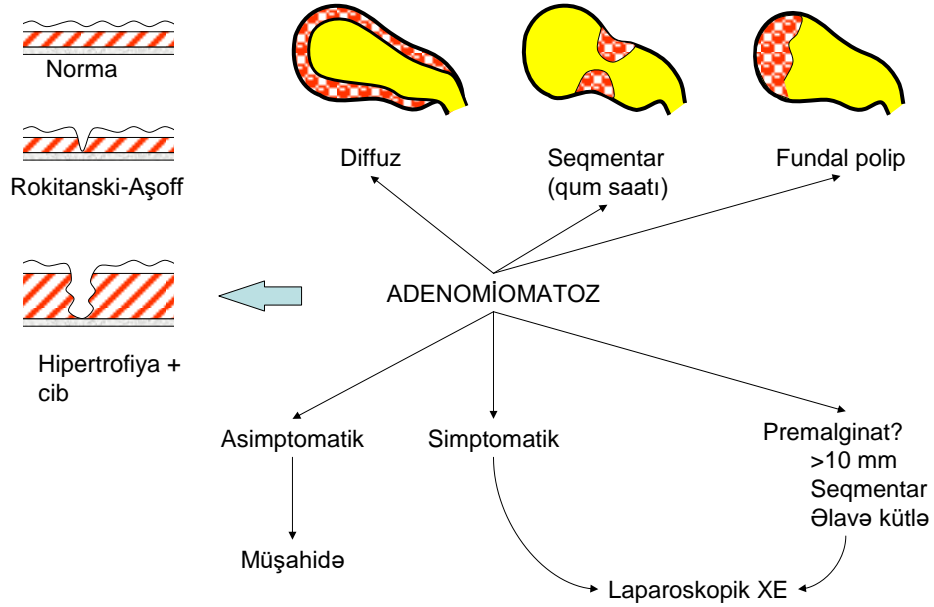 Norma
Rokitanski-Aşoff
Hipertrofiya +
cib
Diffuz
Seqmentar
(qum saatı)
Fundal polip
ADENOMİOMATOZ
Asimptomatik
Simptomatik
Premalginat?
>10 mm
Seqmentar
Əlavə kütlə
Müşahidə
Laparoskopik XE